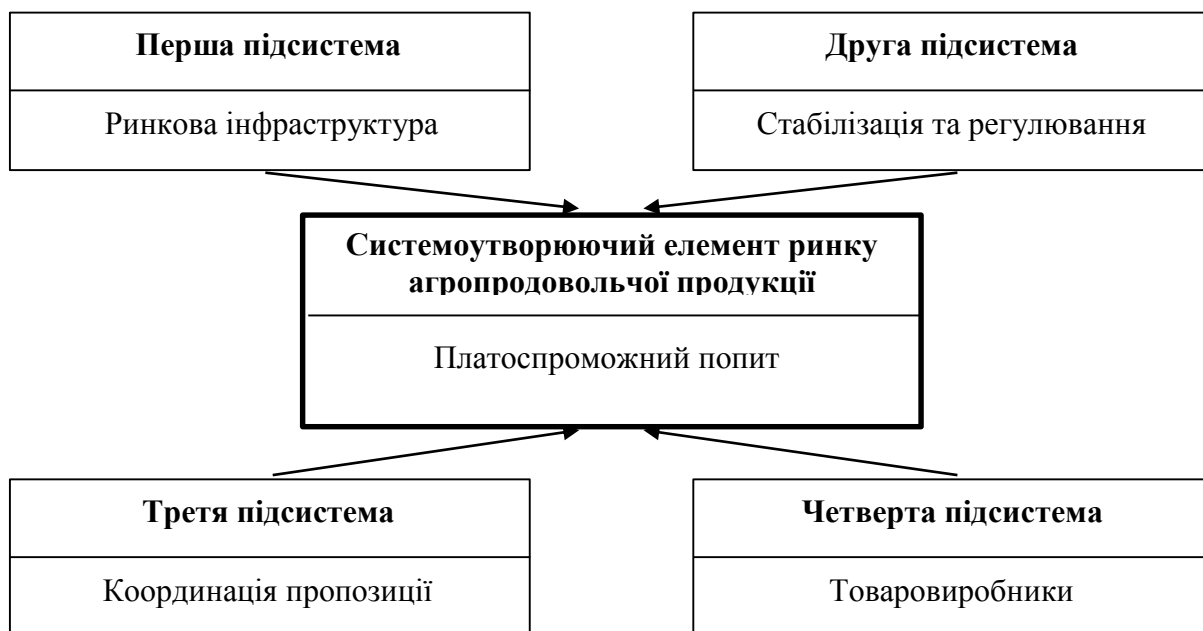 Перша підсистема
Ринкова інфраструктура
Друга підсистема
Стабілізація та регулювання
Системоутворюючий елемент ринку
агропродовольчої продукції
Платоспроможний попит
Третя підсистема
Координація пропозиції
Четверта підсистема
Товаровиробники